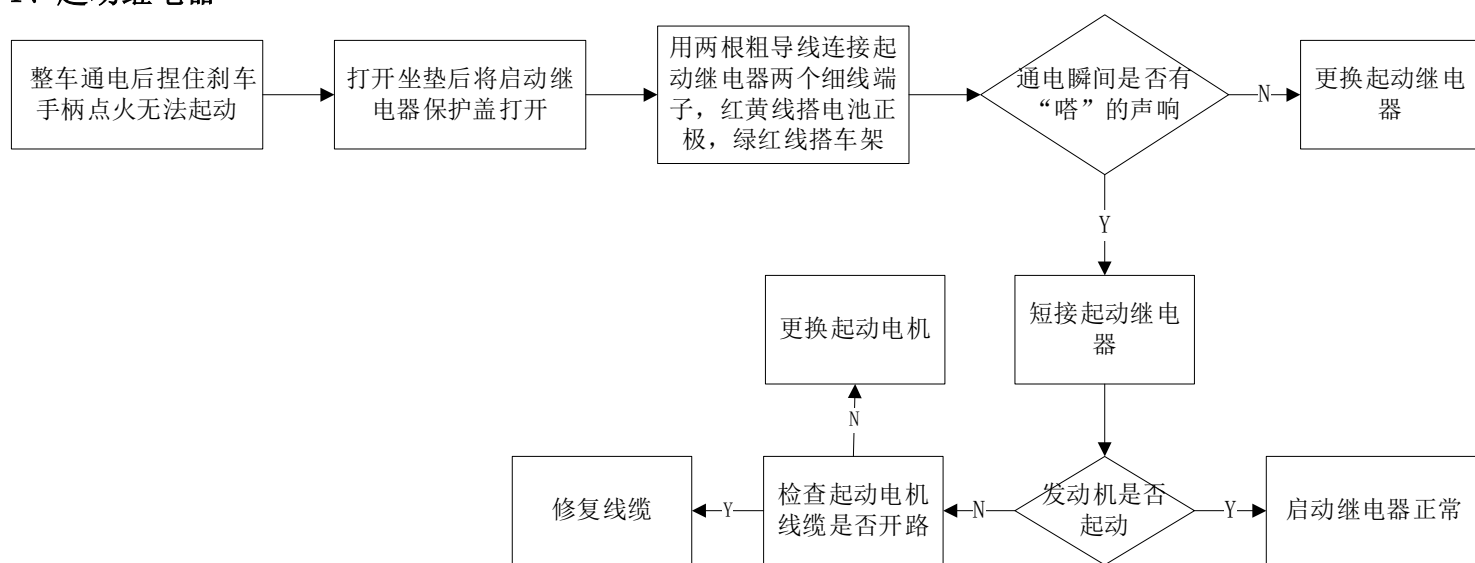 整车通电后捏住刹车
手柄点火无法起动
打开坐垫后将启动继
电器保护盖打开
用两根粗导线连接起
动继电器两个细线端
子，红黄线搭电池正
极，绿红线搭车架
通电瞬间是否有
“嗒”的声响
N
更换起动继电
器
Y
短接起动继电
器
更换起动电机
N
修复线缆
Y
检查起动电机
线缆是否开路
N
发动机是否
起动
Y
启动继电器正常